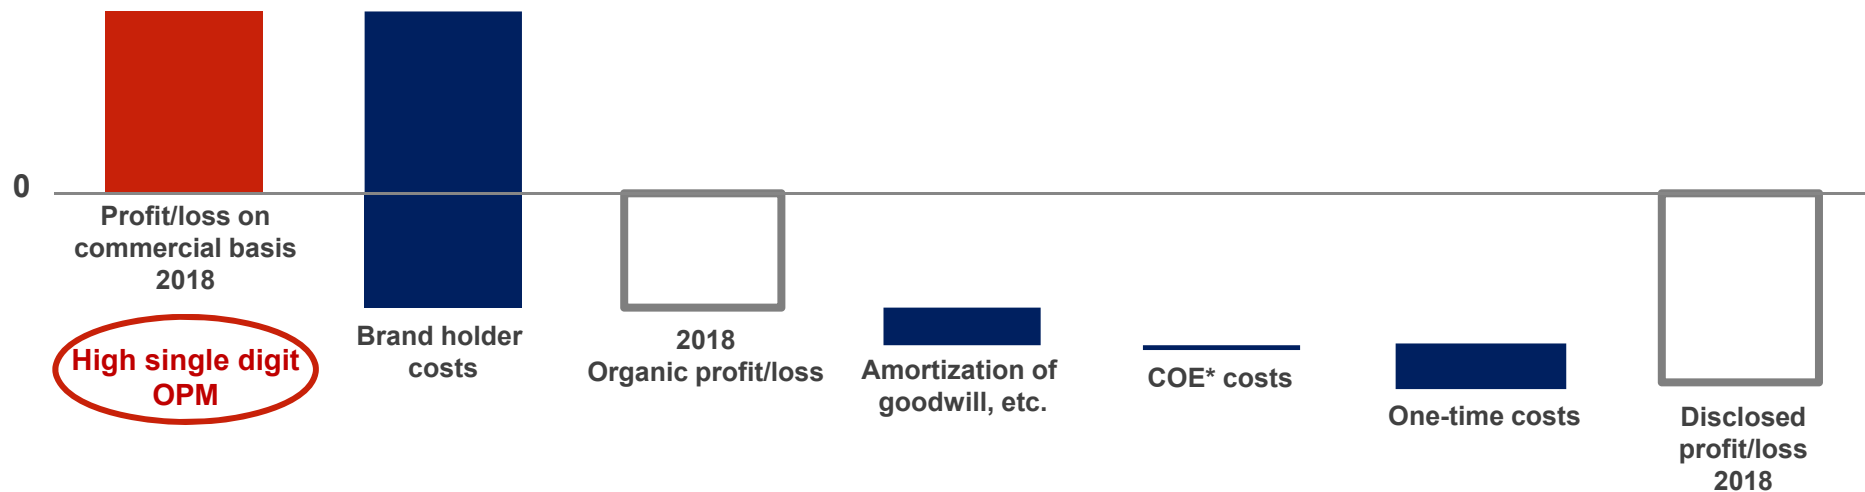 0
Profit/loss on
commercial basis
2018
High single digit
OPM
Brand holder
costs
2018
Organic profit/loss
Amortization of
goodwill, etc.
COE* costs
One-time costs
Disclosed
profit/loss
2018